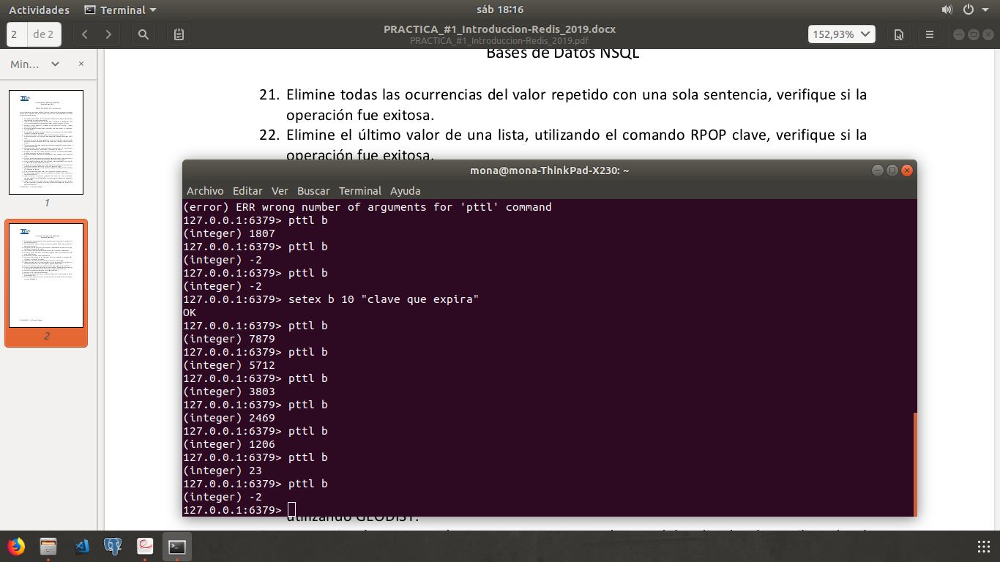 Actividades Terminal sáb 18:16
2 de 2 PRACTICA_#1_Introduccion-Redis_2019.docx 152,93%
PRACTICA_#1_Introduccion-Redis_2019.pdf
Min...
Bases de Datos NSQL
21. Elimine todas las ocurrencias del valor repetido con una sola sentencia, verifique si la
operación fue exitosa.
22. Elimine el último valor de una lista, utilizando el comando RPOP clave, verifique si la
operación fue exitosa.
mona@mona-ThinkPad-X230: ~
Archivo Editar Ver Buscar Terminal Ayuda
(error) ERR wrong number of arguments for 'pttl' command
127.0.0.1:6379> pttl b
(integer) 1807
127.0.0.1:6379> pttl b
(integer) -2
127.0.0.1:6379> pttl b
(integer) -2
127.0.0.1:6379> setex b 10 "clave que expira"
OK
127.0.0.1:6379> pttl b
(integer) 7879
127.0.0.1:6379> pttl b
(integer) 5712
127.0.0.1:6379> pttl b
(integer) 3803
127.0.0.1:6379> pttl b
(integer) 2469
127.0.0.1:6379> pttl b
(integer) 1206
127.0.0.1:6379> pttl b
(integer) 23
127.0.0.1:6379> pttl b
(integer) -2
127.0.0.1:6379>
utilizando GEODIST.
1
2